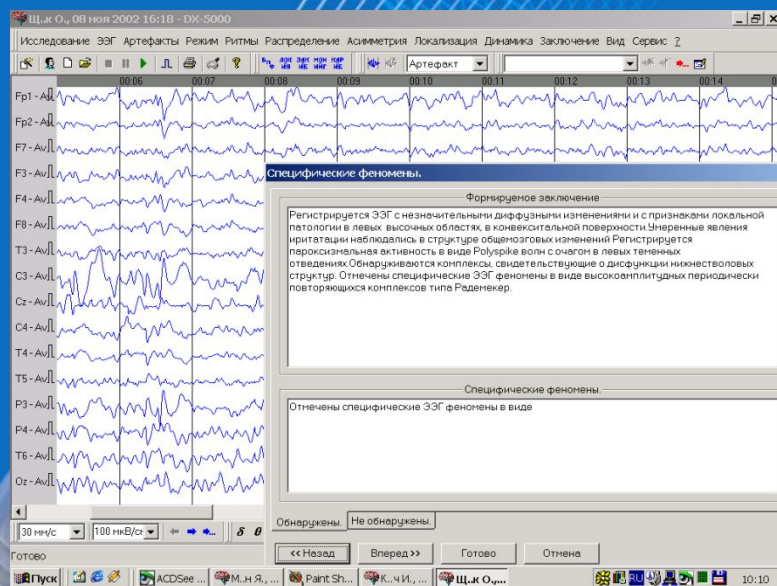 Щ..к О., 08 ноя 2002 16:18 - DX-5000
Исследование ЭЭГ Артефакты Режим Ритмы Распределение Асимметрия Локализация Динамика Заключение Вид Сервис ?
Артефакт
00:06 00:07 00:08 00:09 00:10 00:11 00:12 00:13 00:14
Fp1 - Av
Fp2 - Av
F7 - Av
F3 - Av
F4 - Av
F8 - Av
T3 - Av
C3 - Av
Cz - Av
C4 - Av
T4 - Av
T5 - Av
P3 - Av
P4 - Av
T6 - Av
Oz - Av
Специфические феномены.
Формируемое заключение
Регистрируется ЭЭГ с незначительными диффузными изменениями и с признаками локальной
патологии в левых височных областях, в конвекситальной поверхности.Умеренные явления
иритатации наблюдались в структуре общемозговых изменений Регистрируется
пароксизмальная активность в виде Polyspike волн с очагом в левых теменных
отведениях.Обнаруживаются комплексы, свидетельствующие о дисфункции нижнестволовых
структур. Отмечены специфические ЭЭГ феномены в виде высокоамплитудных периодически
повторяющихся комплексов типа Радемекер.
Специфические феномены.
Отмечены специфические ЭЭГ феномены в виде
Обнаружены. Не обнаружены.
<< Назад Вперед >> Готово Отмена
30 мм/с 100 мкВ/см δ θ
Готово
Пуск ACDSee ... М..н Я., ... Paint Sh... К..ч И., ... Щ..к О.,... RU 10:19